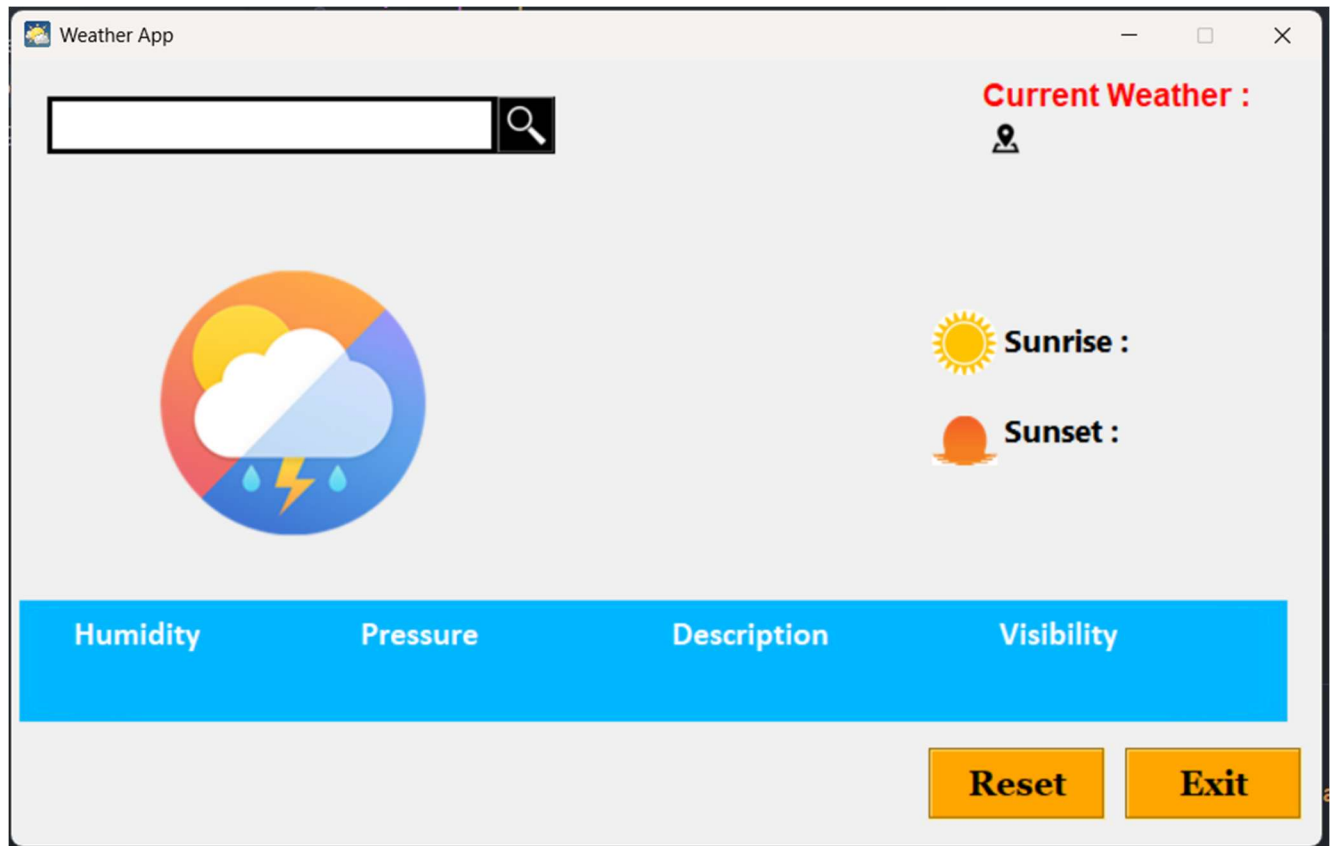 Weather App
Current Weather :
Sunrise :
Sunset :
Humidity Pressure Description Visibility
Reset Exit